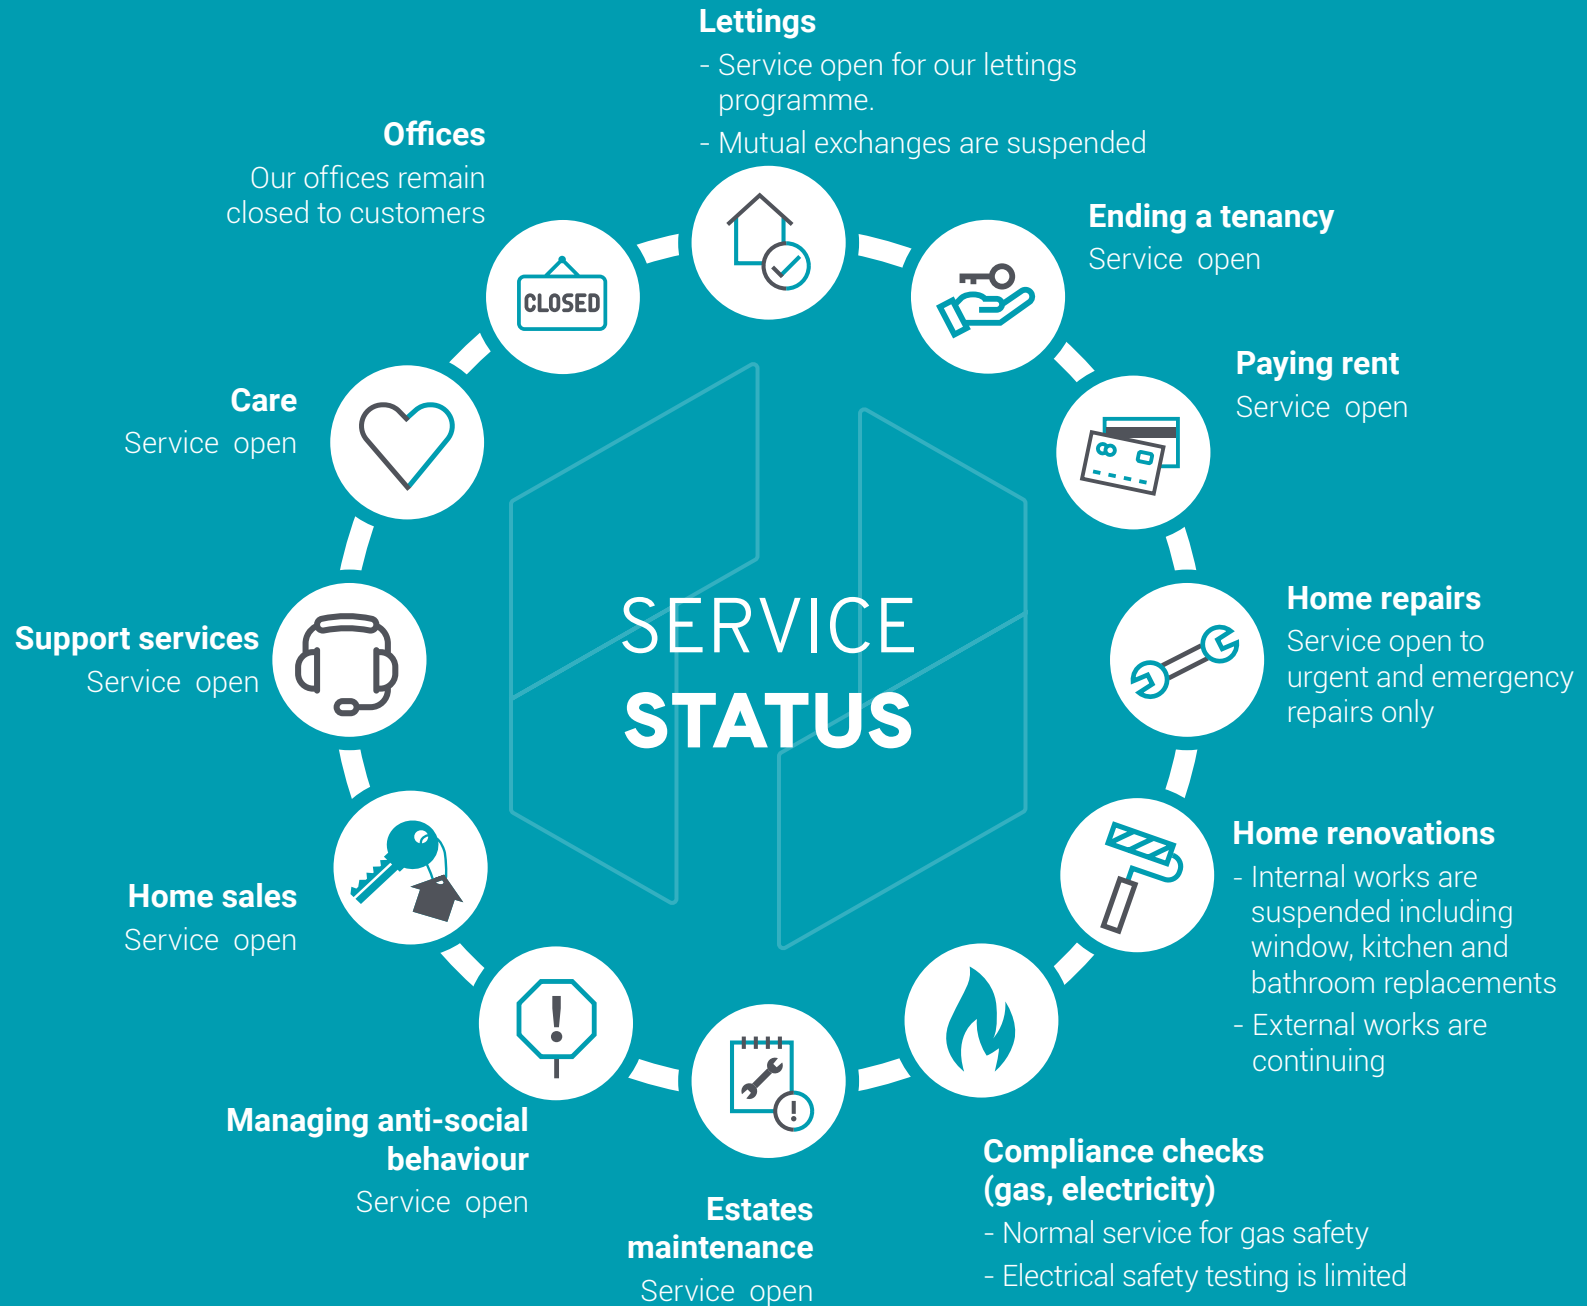 Lettings
- Service open for our lettings
programme.
- Mutual exchanges are suspended
Ending a tenancy
Service open
Paying rent
Service open
Home repairs
Service open to
urgent and emergency
repairs only
Home renovations
- Internal works are
suspended including
window, kitchen and
bathroom replacements
- External works are
continuing
Compliance checks
(gas, electricity)
- Normal service for gas safety
- Electrical safety testing is limited
Estates
maintenance
Service open
Managing anti-social
behaviour
Service open
Home sales
Service open
Support services
Service open
Care
Service open
Offices
Our offices remain
closed to customers
CLOSED
SERVICE
STATUS